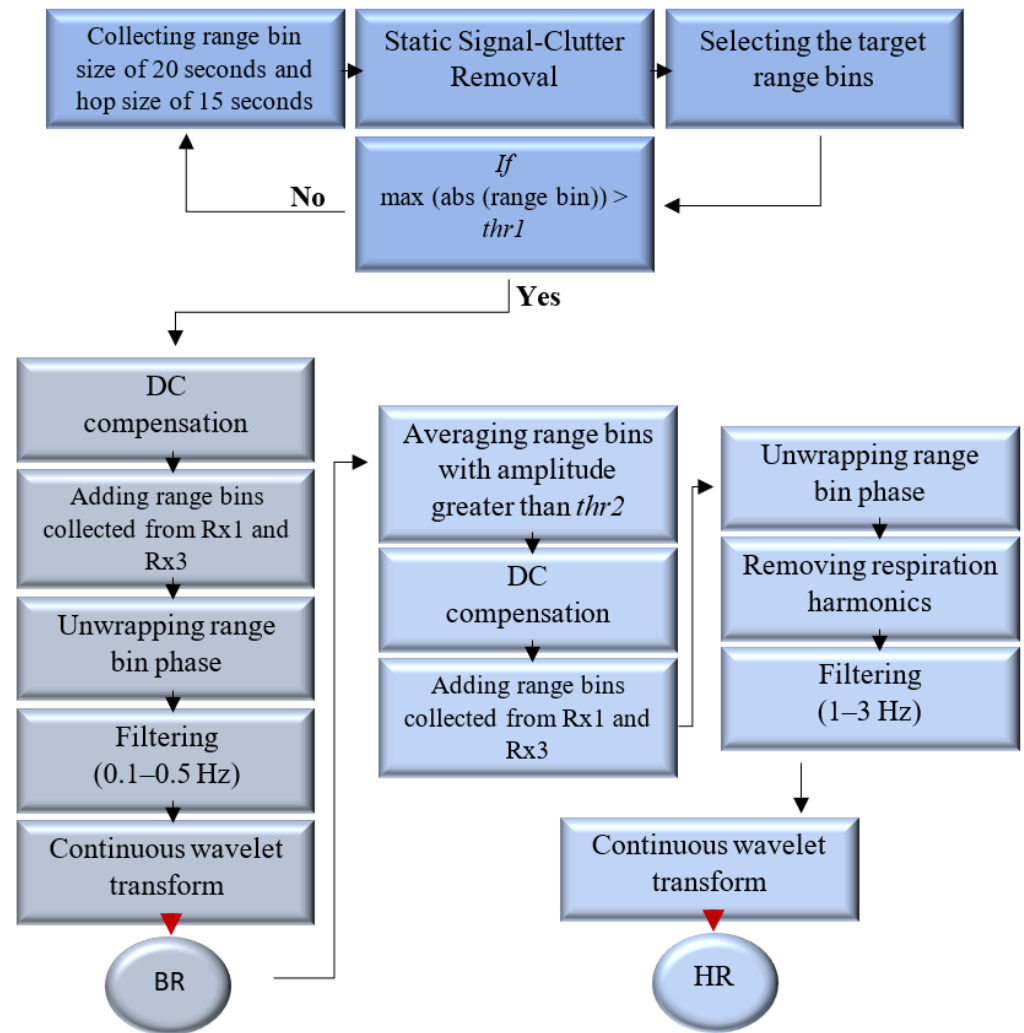 Collecting range bin
size of 20 seconds and
hop size of 15 seconds
Static Signal-Clutter
Removal
Selecting the target
range bins
If
max (abs (range bin)) >
thr1
No
Yes
DC
compensation
Adding range bins
collected from Rx1 and
Rx3
Unwrapping range
bin phase
Filtering
(0.1–0.5 Hz)
Continuous wavelet
transform
BR
Averaging range bins
with amplitude
greater than thr2
DC
compensation
Adding range bins
collected from Rx1 and
Rx3
Unwrapping range
bin phase
Removing respiration
harmonics
Filtering
(1–3 Hz)
Continuous wavelet
transform
HR